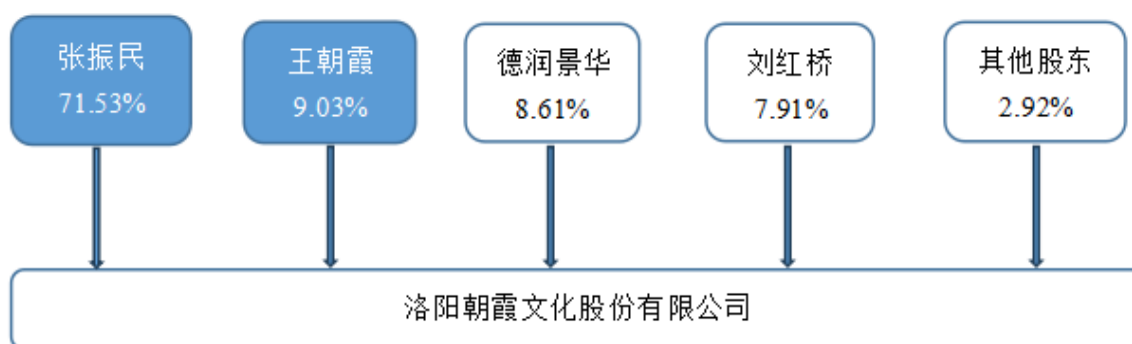 张振民
71.53%
王朝霞
9.03%
德润景华
8.61%
刘红桥
7.91%
其他股东
2.92%
洛阳朝霞文化股份有限公司